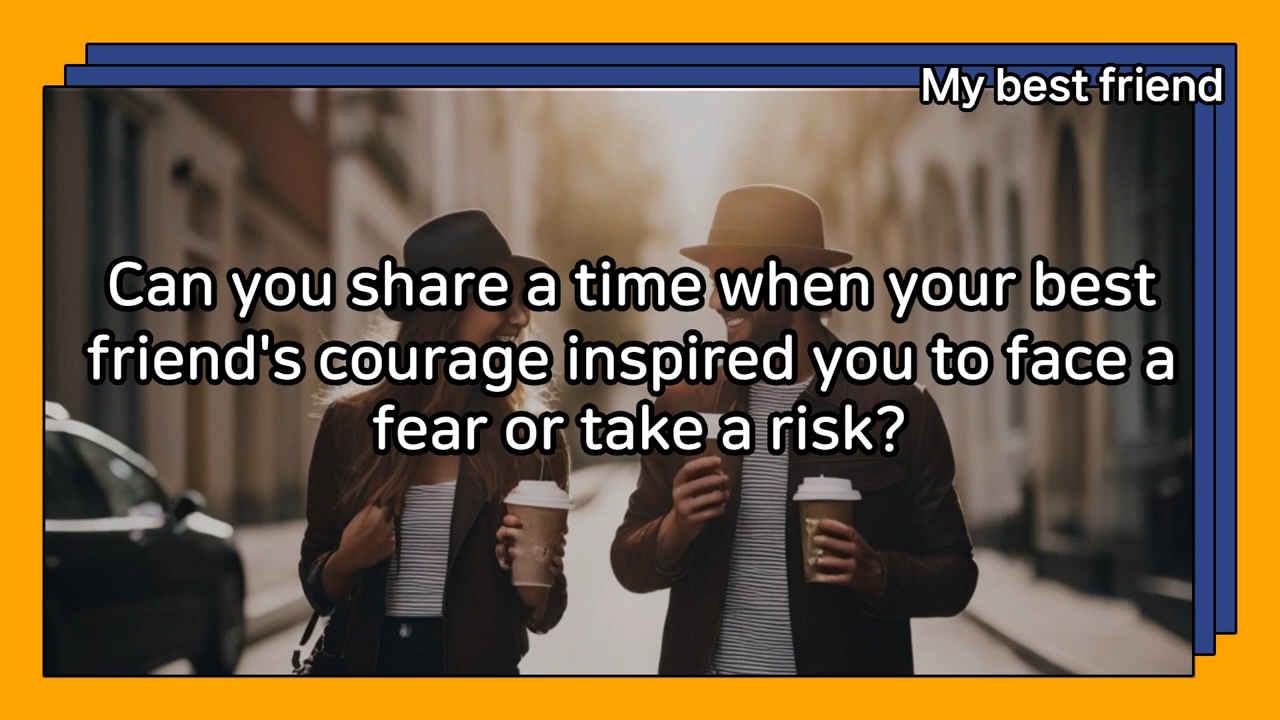 My best friend
Can you share a time when your best
friend's courage inspired you to face a
fear or take a risk?